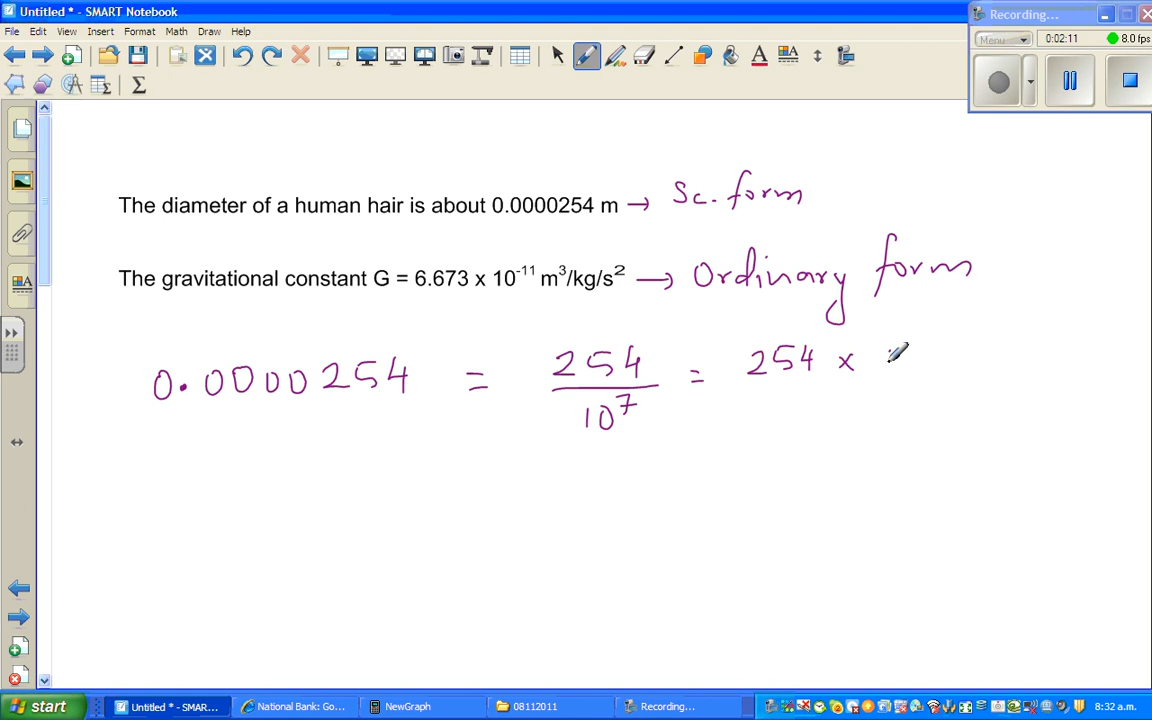 Untitled * - SMART Notebook
Recording...
File Edit View Insert Format Math Draw Help
Menu 0:02:11 8.0 fps
The diameter of a human hair is about 0.0000254 m → Sc. form
The gravitational constant G = 6.673 x 10⁻¹¹ m³/kg/s² → Ordinary form
0.0000254 = 254/10⁷ = 254 ×
start Untitled * - SMAR... National Bank: Go... NewGraph 08112011 Recording... 8:32 a.m.